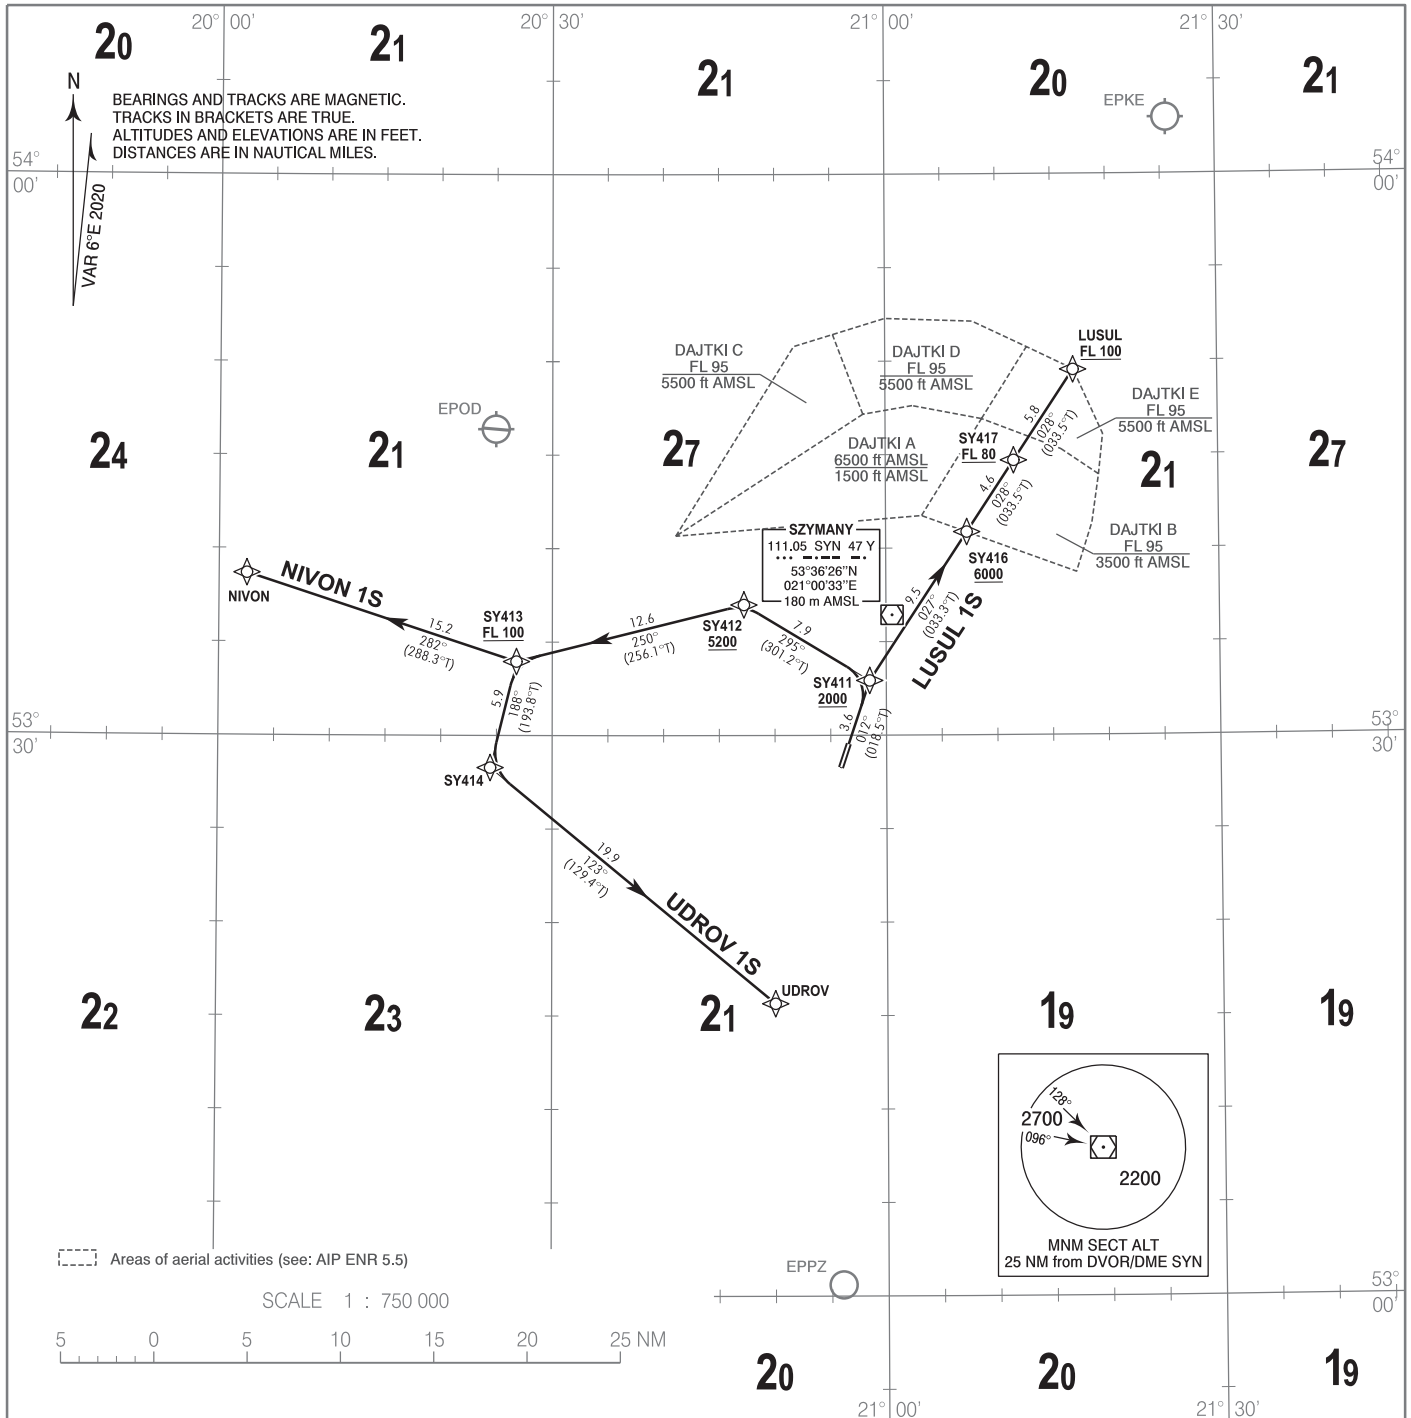 20° 00'
20° 30'
21° 00'
21° 30'
20
21
21
20
21
N
BEARINGS AND TRACKS ARE MAGNETIC.
TRACKS IN BRACKETS ARE TRUE.
ALTITUDES AND ELEVATIONS ARE IN FEET.
DISTANCES ARE IN NAUTICAL MILES.
VAR 6°E 2020
EPKE
54°
00'
54°
00'
DAJTKI C
FL 95
5500 ft AMSL
DAJTKI D
FL 95
5500 ft AMSL
LUSUL
FL 100
DAJTKI E
FL 95
5500 ft AMSL
EPOD
5.8
028°
(033.5°T)
24
21
27
DAJTKI A
6500 ft AMSL
1500 ft AMSL
SY417
FL 80
21
27
4.6
028°
(033.5°T)
SZYMANY
111.05 SYN 47 Y
53°36'26"N
021°00'33"E
180 m AMSL
DAJTKI B
FL 95
3500 ft AMSL
SY416
6000
NIVON
NIVON 1S
SY413
FL 100
SY412
5200
9.5
027°
(033.3°T)
LUSUL 1S
15.2
282°
(288.3°T)
12.6
250°
(256.1°T)
7.9
295°
(301.2°T)
SY411
2000
5.9
188°
(193.8°T)
3.6
012°
(018.5°T)
53°
30'
53°
30'
SY414
19.9
123°
(129.4°T)
UDROV 1S
UDROV
22
23
21
19
19
128°
2700
096°
2200
MNM SECT ALT
25 NM from DVOR/DME SYN
Areas of aerial activities (see: AIP ENR 5.5)
EPPZ
53°
00'
SCALE 1 : 750 000
5 0 5 10 15 20 25 NM
20
20
19
21° 00'
21° 30'